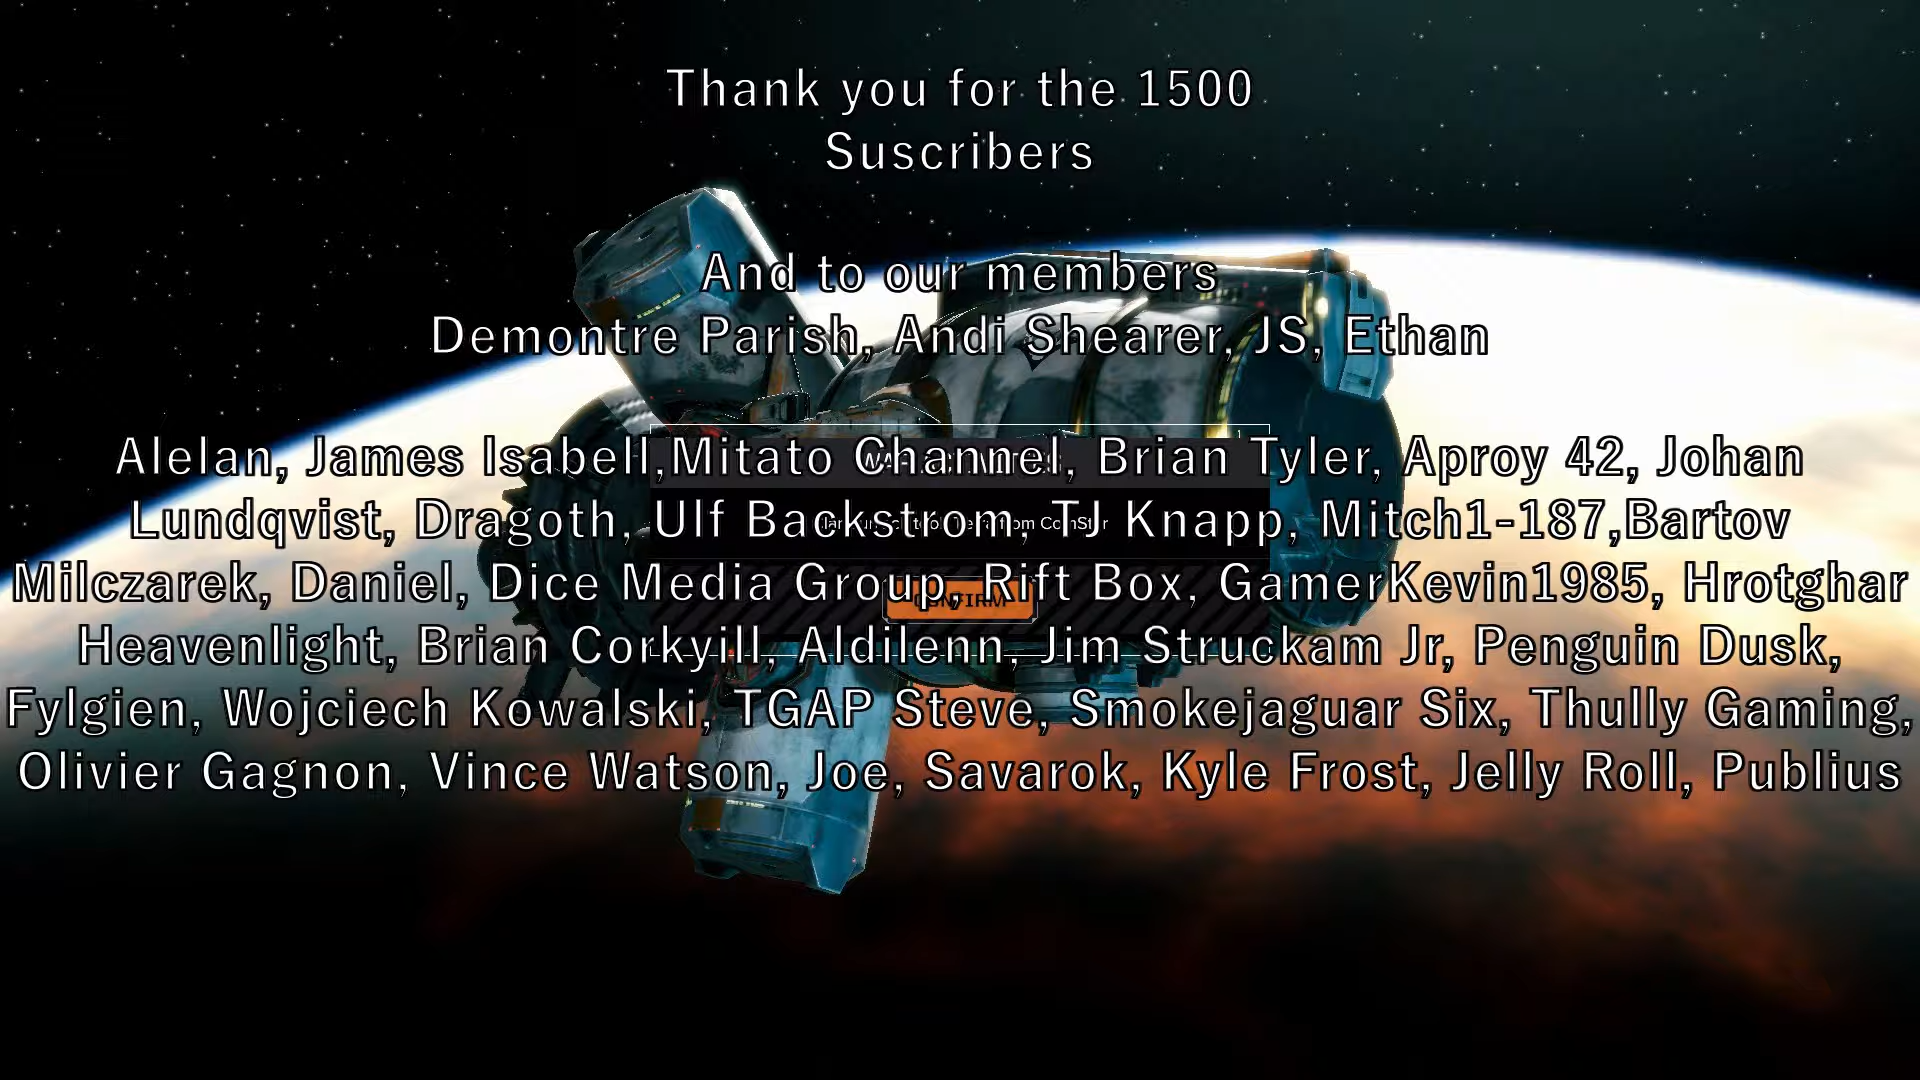 Thank you for the 1500
Suscribers
And to our members
Demontre Parish, Andi Shearer, JS, Ethan
Alelan, James Isabell,Mitato Channel, Brian Tyler, Aproy 42, Johan
Lundqvist, Dragoth, Ulf Backstrom, TJ Knapp, Mitch1-187,Bartov
Milczarek, Daniel, Dice Media Group, Rift Box, GamerKevin1985, Hrotghar
CONFIRM
Heavenlight, Brian Corkyill, Aldilenn, Jim Struckam Jr, Penguin Dusk,
Fylgien, Wojciech Kowalski, TGAP Steve, Smokejaguar Six, Thully Gaming,
Olivier Gagnon, Vince Watson, Joe, Savarok, Kyle Frost, Jelly Roll, Publius